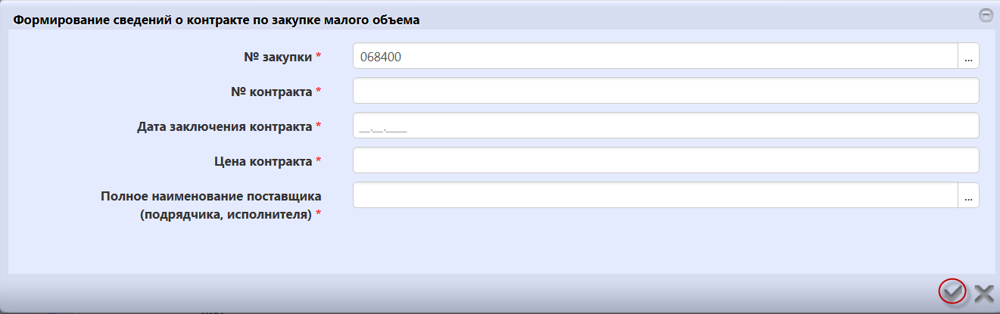 Формирование сведений о контракте по закупке малого объема
№ закупки * 068400 ...
№ контракта *
Дата заключения контракта * __.__.____
Цена контракта *
Полное наименование поставщика ...
(подрядчика, исполнителя) *